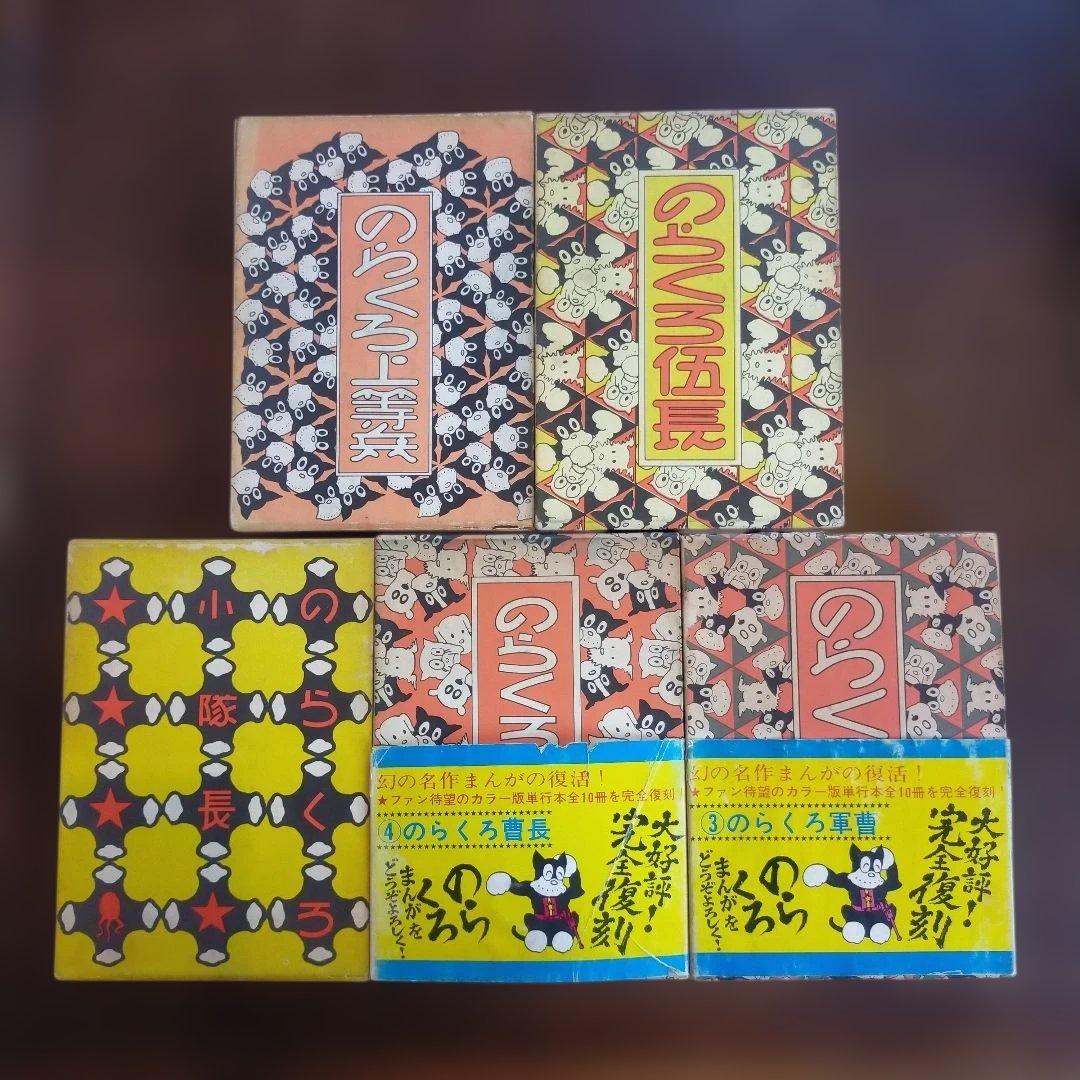 のらくろ上等兵
のらくろ伍長
のらくろ
小隊長
のらくろ
幻の名作まんがの復活!
★ファン待望のカラー版単行本全10冊を完全復刻!
④のらくろ曹長
大好評!
完全復刻
のら
くろ
まんがを
どうぞよろしく!
のらく
幻の名作まんがの復活!
★ファン待望のカラー版単行本全10冊を完全復刻!
③のらくろ軍曹
大好評!
完全復刻
のら
くろ
まんがを
どうぞよろしく!